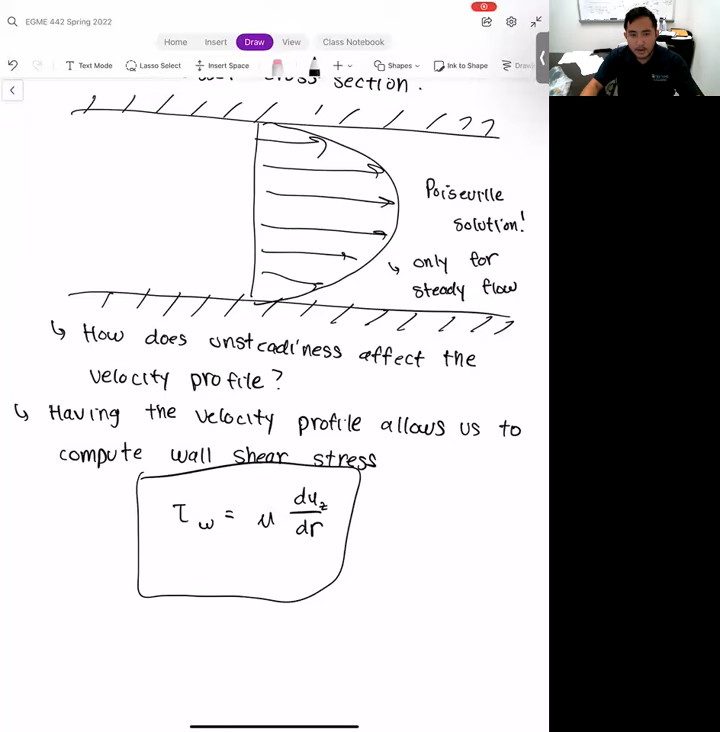 EGME 442 Spring 2022
Home Insert Draw View Class Notebook
Text Mode Lasso Select Insert Space Shapes Ink to Shape
section.
Poiseuille
solution!
↳ only for
steady flow
↳ How does unsteadiness affect the
velocity profile?
↳ Having the velocity profile allows us to
compute wall shear stress
τw = μ duz/dr